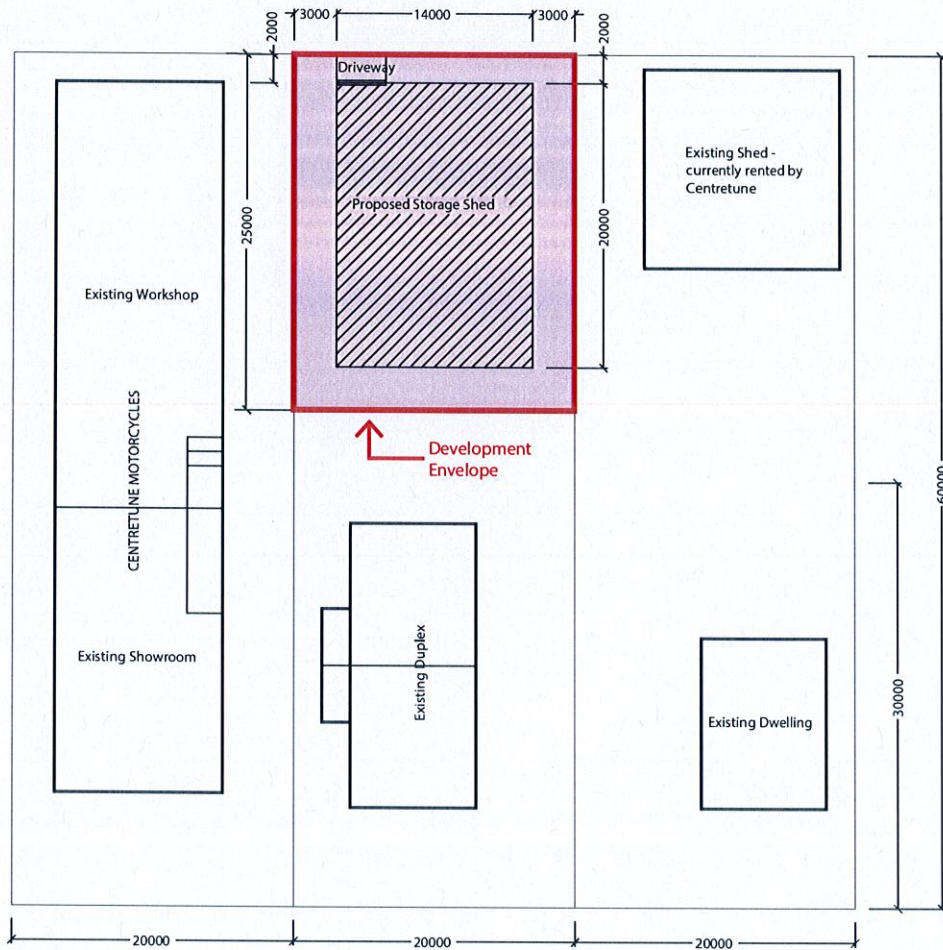 3000
14000
3000
2000
2000
Driveway
Existing Shed -
currently rented by
Centretune
Proposed Storage Shed
25000
20000
Existing Workshop
CENTRETUNE MOTORCYCLES
Development
Envelope
60000
Existing Showroom
Existing Duplex
30000
Existing Dwelling
20000
20000
20000